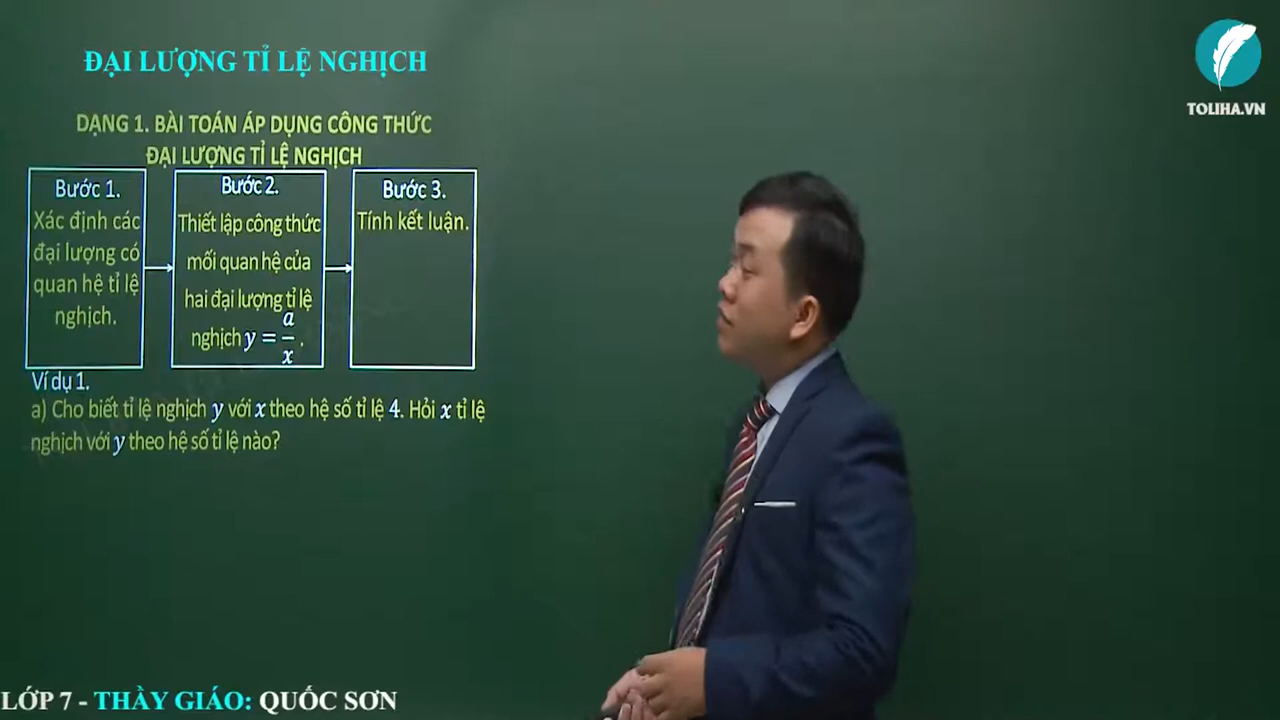 ĐẠI LƯỢNG TỈ LỆ NGHỊCH
TOLIHA.VN
DẠNG 1. BÀI TOÁN ÁP DỤNG CÔNG THỨC
ĐẠI LƯỢNG TỈ LỆ NGHỊCH
Bước 1.
Xác định các
đại lượng có
quan hệ tỉ lệ
nghịch.
Bước 2.
Thiết lập công thức
mối quan hệ của
hai đại lượng tỉ lệ
nghịch y = a/x .
Bước 3.
Tính kết luận.
Ví dụ 1.
a) Cho biết tỉ lệ nghịch y với x theo hệ số tỉ lệ 4. Hỏi x tỉ lệ
nghịch với y theo hệ số tỉ lệ nào?
LỚP 7 - THẦY GIÁO: QUỐC SƠN